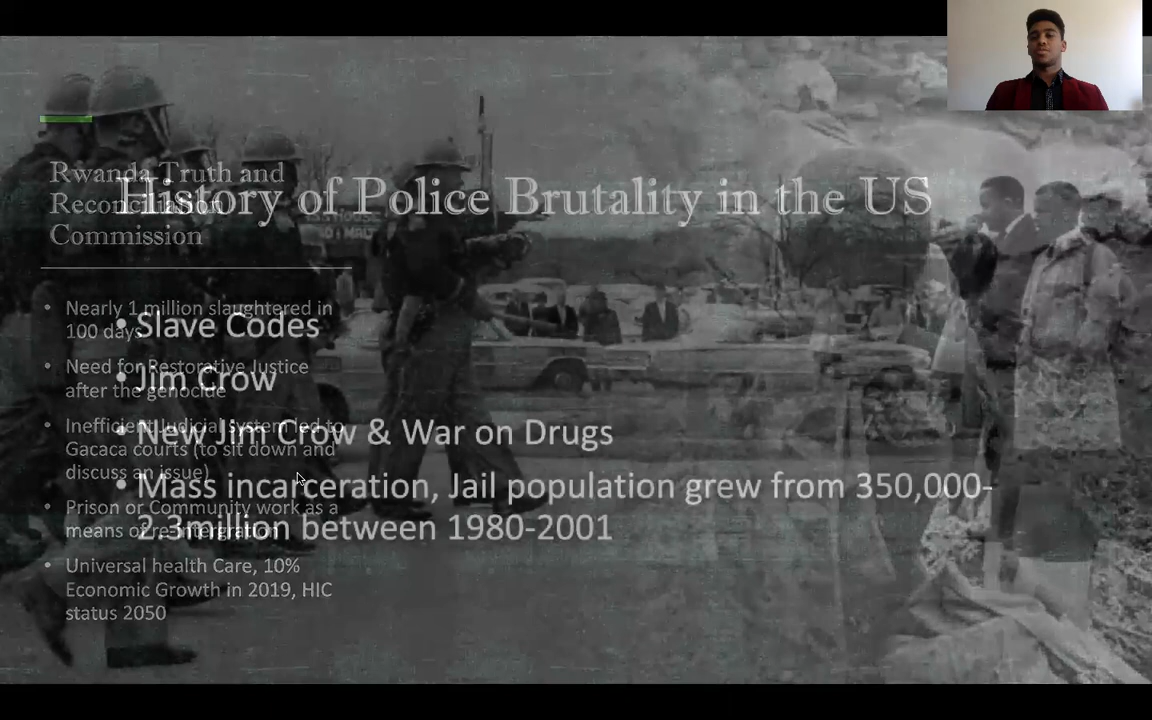 Rwanda Truth and
Reconciliation
Commission
• Nearly 1 million slaughtered in
100 days
• Need for Restorative Justice
after the genocide
• Inefficient Judicial System led to
Gacaca courts (to sit down and
discuss an issue)
• Prison or Community work as a
means of
• Universal health Care, 10%
Economic Growth in 2019, HIC
status 2050
History of Police Brutality in the US
• Slave Codes
• Jim Crow
• New Jim Crow & War on Drugs
• Mass incarceration, Jail population grew from 350,000-
2.3million between 1980-2001